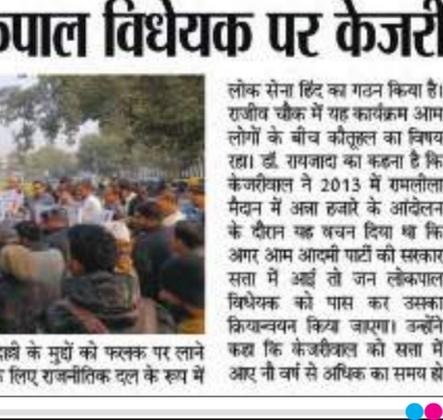 कपाल विधेयक पर केजरी
लोक सेना हिंद का गठन किया है।
राजीव चौक में यह कार्यक्रम आम
लोगों के बीच कौतूहल का विषय
रहा। डॉ. रायजादा का कहना है कि
केजरीवाल ने 2013 में रामलीला
मैदान में अन्ना हजारे के आंदोलन
के दौरान यह वचन दिया था कि
अगर आम आदमी पार्टी की सरकार
सत्ता में आई तो जन लोकपाल
विधेयक को पास कर उसका
क्रियान्वयन किया जाएगा। उन्होंने
कहा कि केजरीवाल को सत्ता में
आए नौ वर्ष से अधिक का समय हो
के मुद्दों को फलक पर लाने
लिए राजनीतिक दल के रूप में